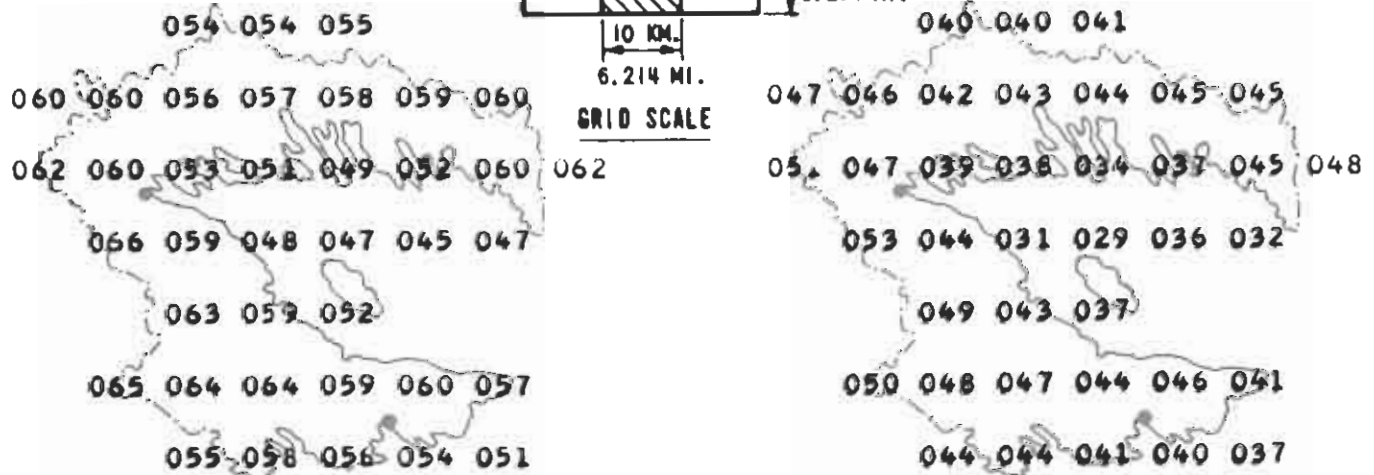 054 054 055
060 060 056 057 058 059 060
062 060 053 051 049 052 060 062
066 059 048 047 045 047
063 059 052
065 064 064 059 060 057
055 058 056 054 051
10 KM.
6.214 MI.
GRID SCALE
040 040 041
047 046 042 043 044 045 045
047 039 038 034 037 045 048
053 044 031 029 036 032
049 043 037
050 048 047 044 046 041
044 044 041 040 037